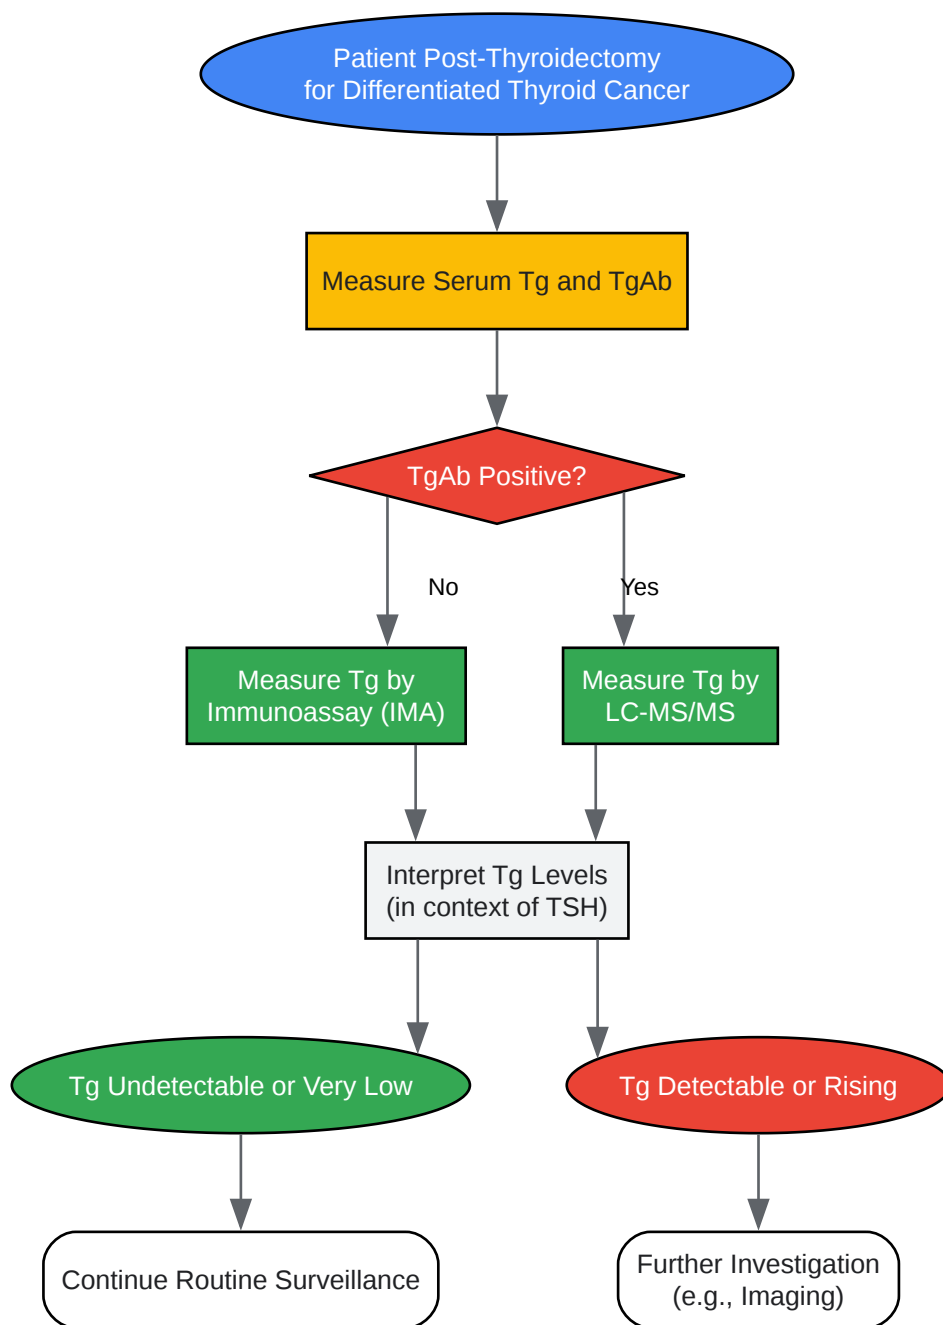 Patient Post-Thyroidectomy
for Differentiated Thyroid Cancer
Measure Serum Tg and TgAb
TgAb Positive?
No
Yes
Measure Tg by
Immunoassay (IMA)
Measure Tg by
LC-MS/MS
Interpret Tg Levels
(in context of TSH)
Tg Undetectable or Very Low
Tg Detectable or Rising
Continue Routine Surveillance
Further Investigation
(e.g., Imaging)